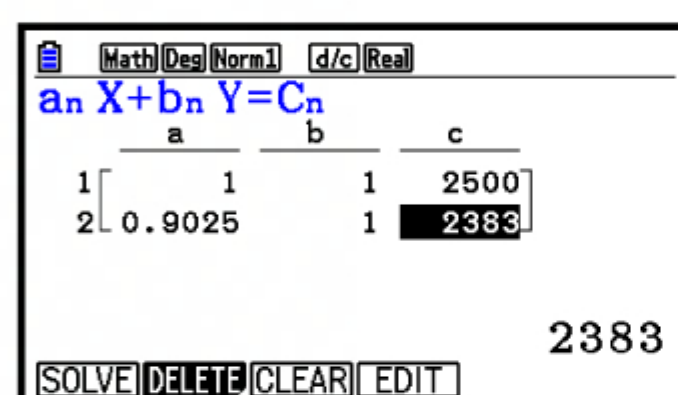 Math Deg Norm1 d/c Real
an X+bn Y=Cn
a b c
1 1 1 2500
2 0.9025 1 2383
2383
SOLVE DELETE CLEAR EDIT